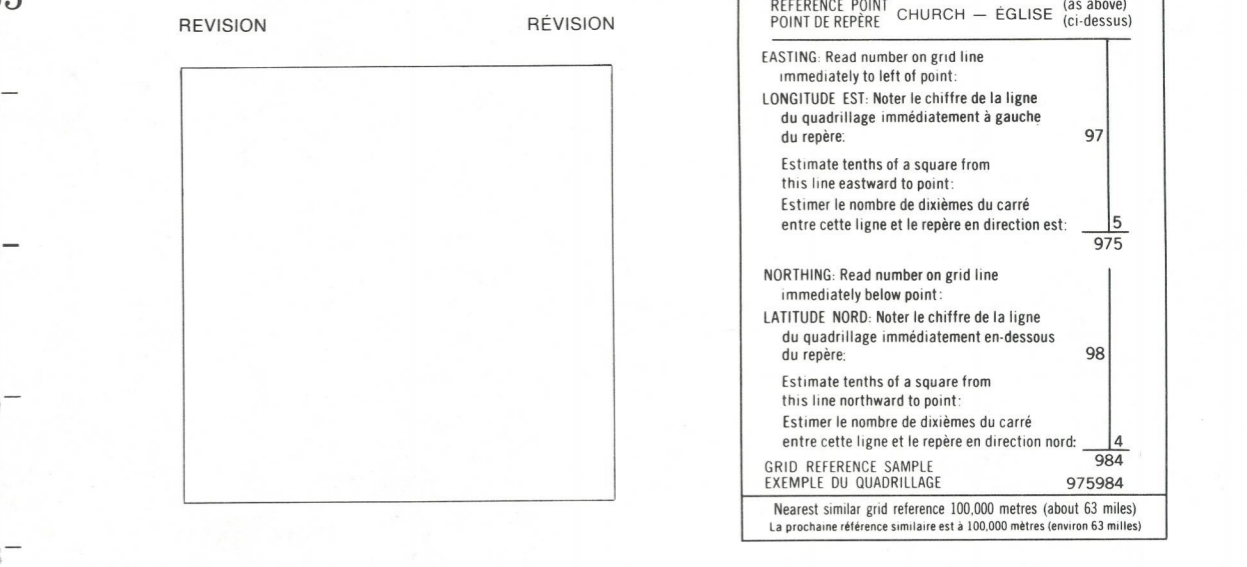 REVISION RÉVISION
REFERENCE POINT CHURCH — ÉGLISE (as above)
POINT DE REPÈRE (ci-dessus)
EASTING: Read number on grid line
immediately to left of point:
LONGITUDE EST: Noter le chiffre de la ligne
du quadrillage immédiatement à gauche
du repère: 97
Estimate tenths of a square from
this line eastward to point:
Estimer le nombre de dixièmes du carré
entre cette ligne et le repère en direction est: 5
975
NORTHING: Read number on grid line
immediately below point:
LATITUDE NORD: Noter le chiffre de la ligne
du quadrillage immédiatement en-dessous
du repère: 98
Estimate tenths of a square from
this line northward to point:
Estimer le nombre de dixièmes du carré
entre cette ligne et le repère en direction nord: 4
984
GRID REFERENCE SAMPLE
EXEMPLE DU QUADRILLAGE 975984
Nearest similar grid reference 100,000 metres (about 63 miles)
La prochaine référence similaire est à 100,000 mètres (environ 63 milles)